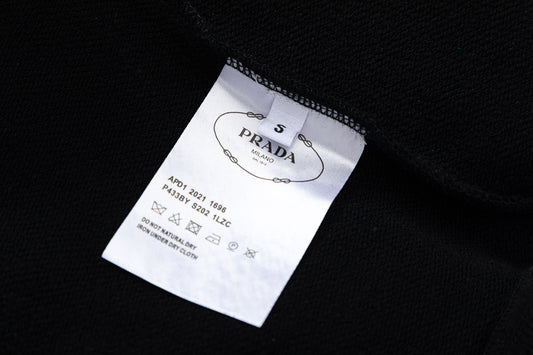 S
PRADA
MILANO
APD1 2021 1696
P433BY S202 1LZC
DO NOT NATURAL DRY
IRON UNDER DRY CLOTH